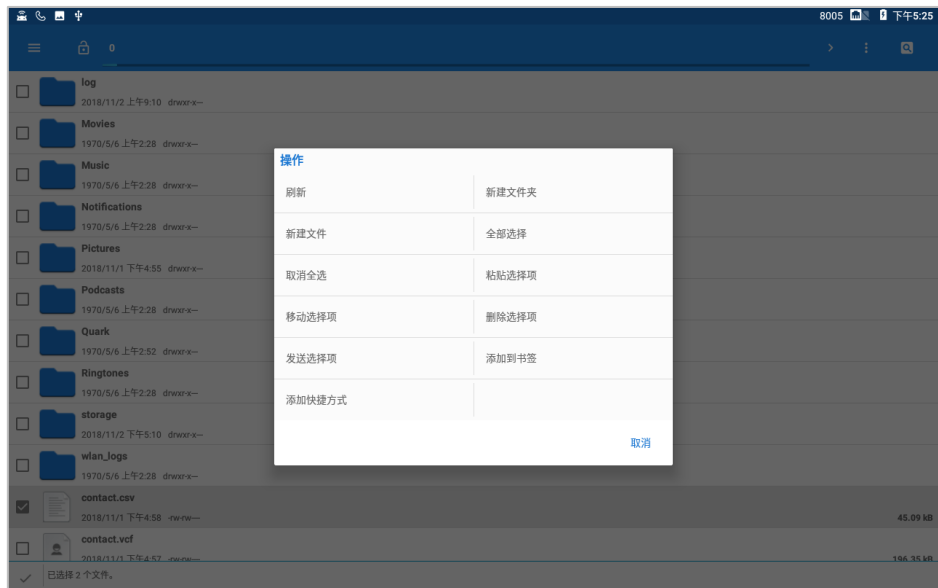 8005 下午5:25
0
log
2018/11/2 上午9:10 drwxr-x---
Movies
1970/5/6 上午2:28 drwxr-x---
Music
1970/5/6 上午2:28 drwxr-x---
Notifications
1970/5/6 上午2:28 drwxr-x---
Pictures
2018/11/1 下午4:55 drwxr-x---
Podcasts
1970/5/6 上午2:28 drwxr-x---
Quark
1970/5/6 上午2:52 drwxr-x---
Ringtones
1970/5/6 上午2:28 drwxr-x---
storage
2018/11/2 下午5:10 drwxr-x---
wlan_logs
1970/5/6 上午2:28 drwxr-x---
contact.csv
2018/11/1 下午4:58 -rw-rw---- 45.09 kB
contact.vcf
2018/11/1 下午4:57 -rw-rw---- 196.35 kB
已选择 2 个文件。
操作
刷新 新建文件夹
新建文件 全部选择
取消全选 粘贴选择项
移动选择项 删除选择项
发送选择项 添加到书签
添加快捷方式
取消